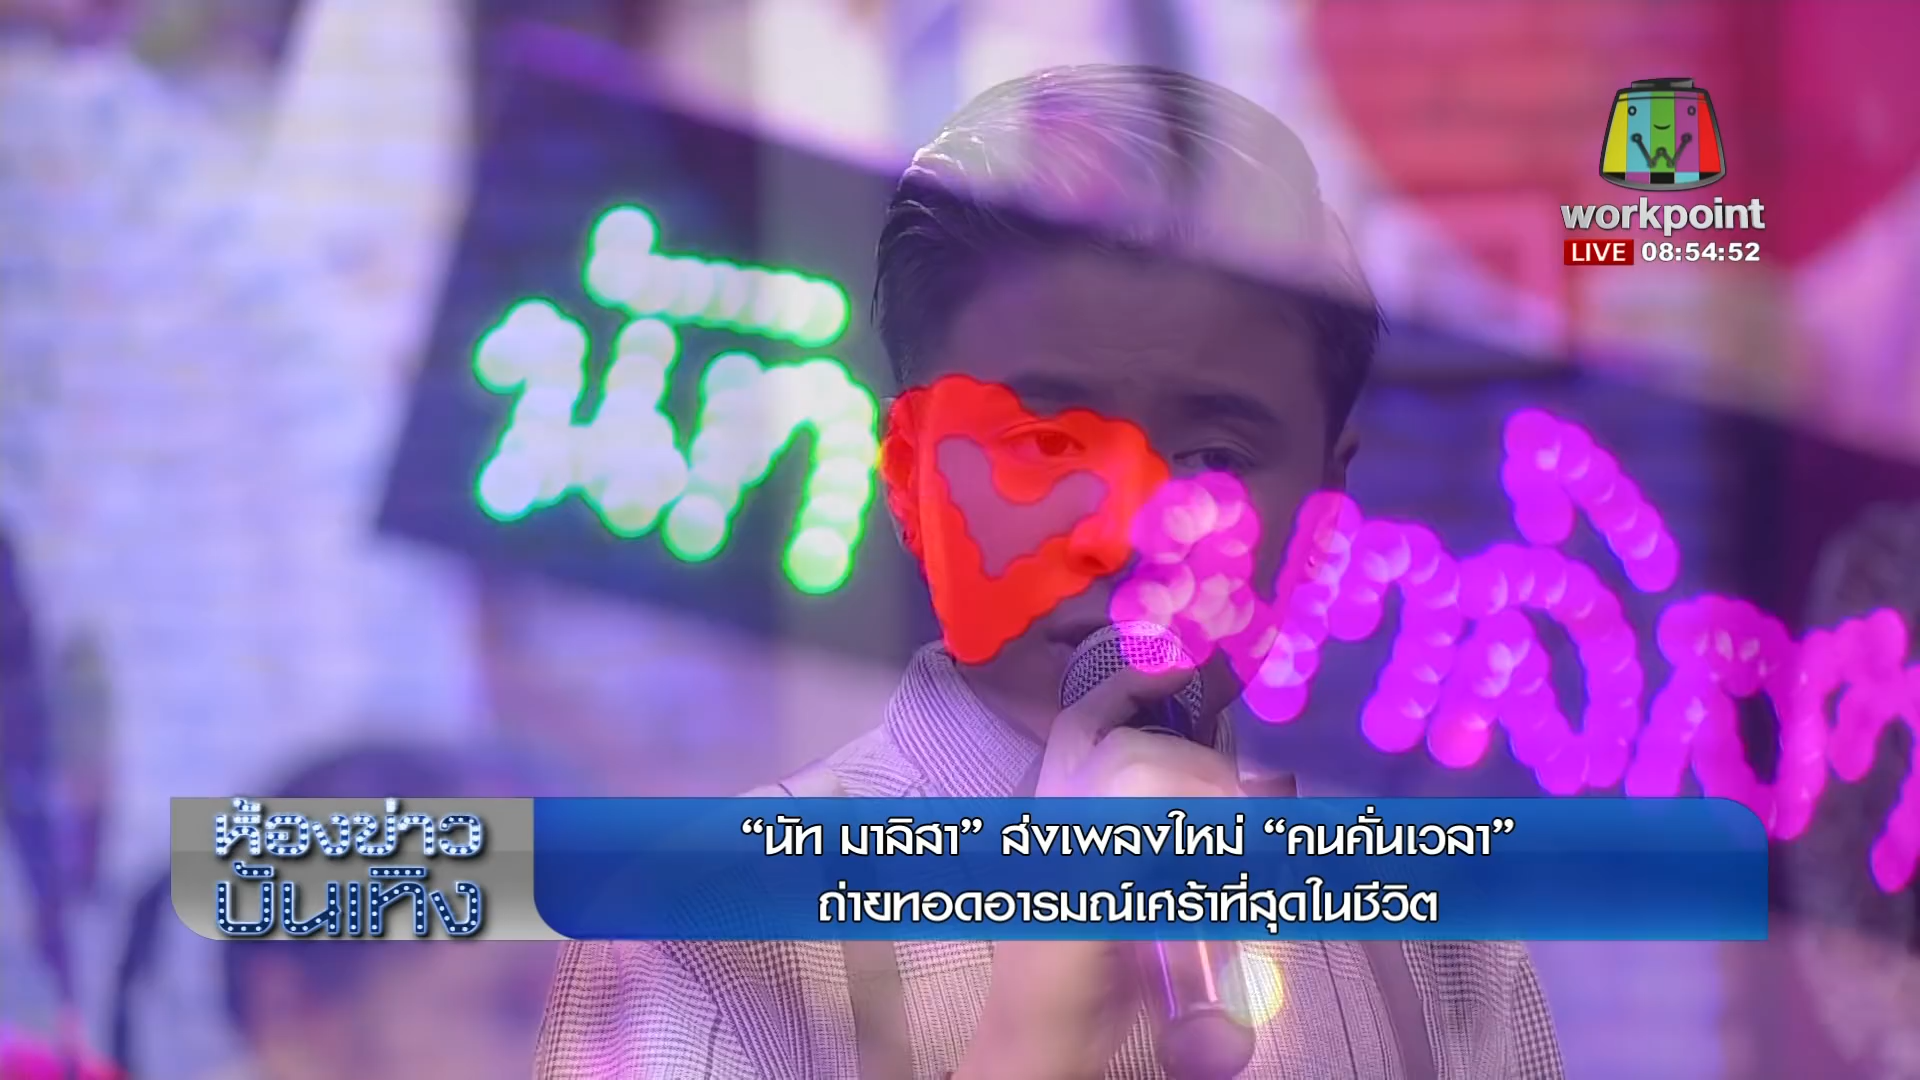 workpoint
LIVE 08:54:52
นัท
ห้องข่าว
บันเทิง
“นัท มาลิสา” ส่งเพลงใหม่ “คนคั่นเวลา”
ถ่ายทอดอารมณ์เศร้าที่สุดในชีวิต